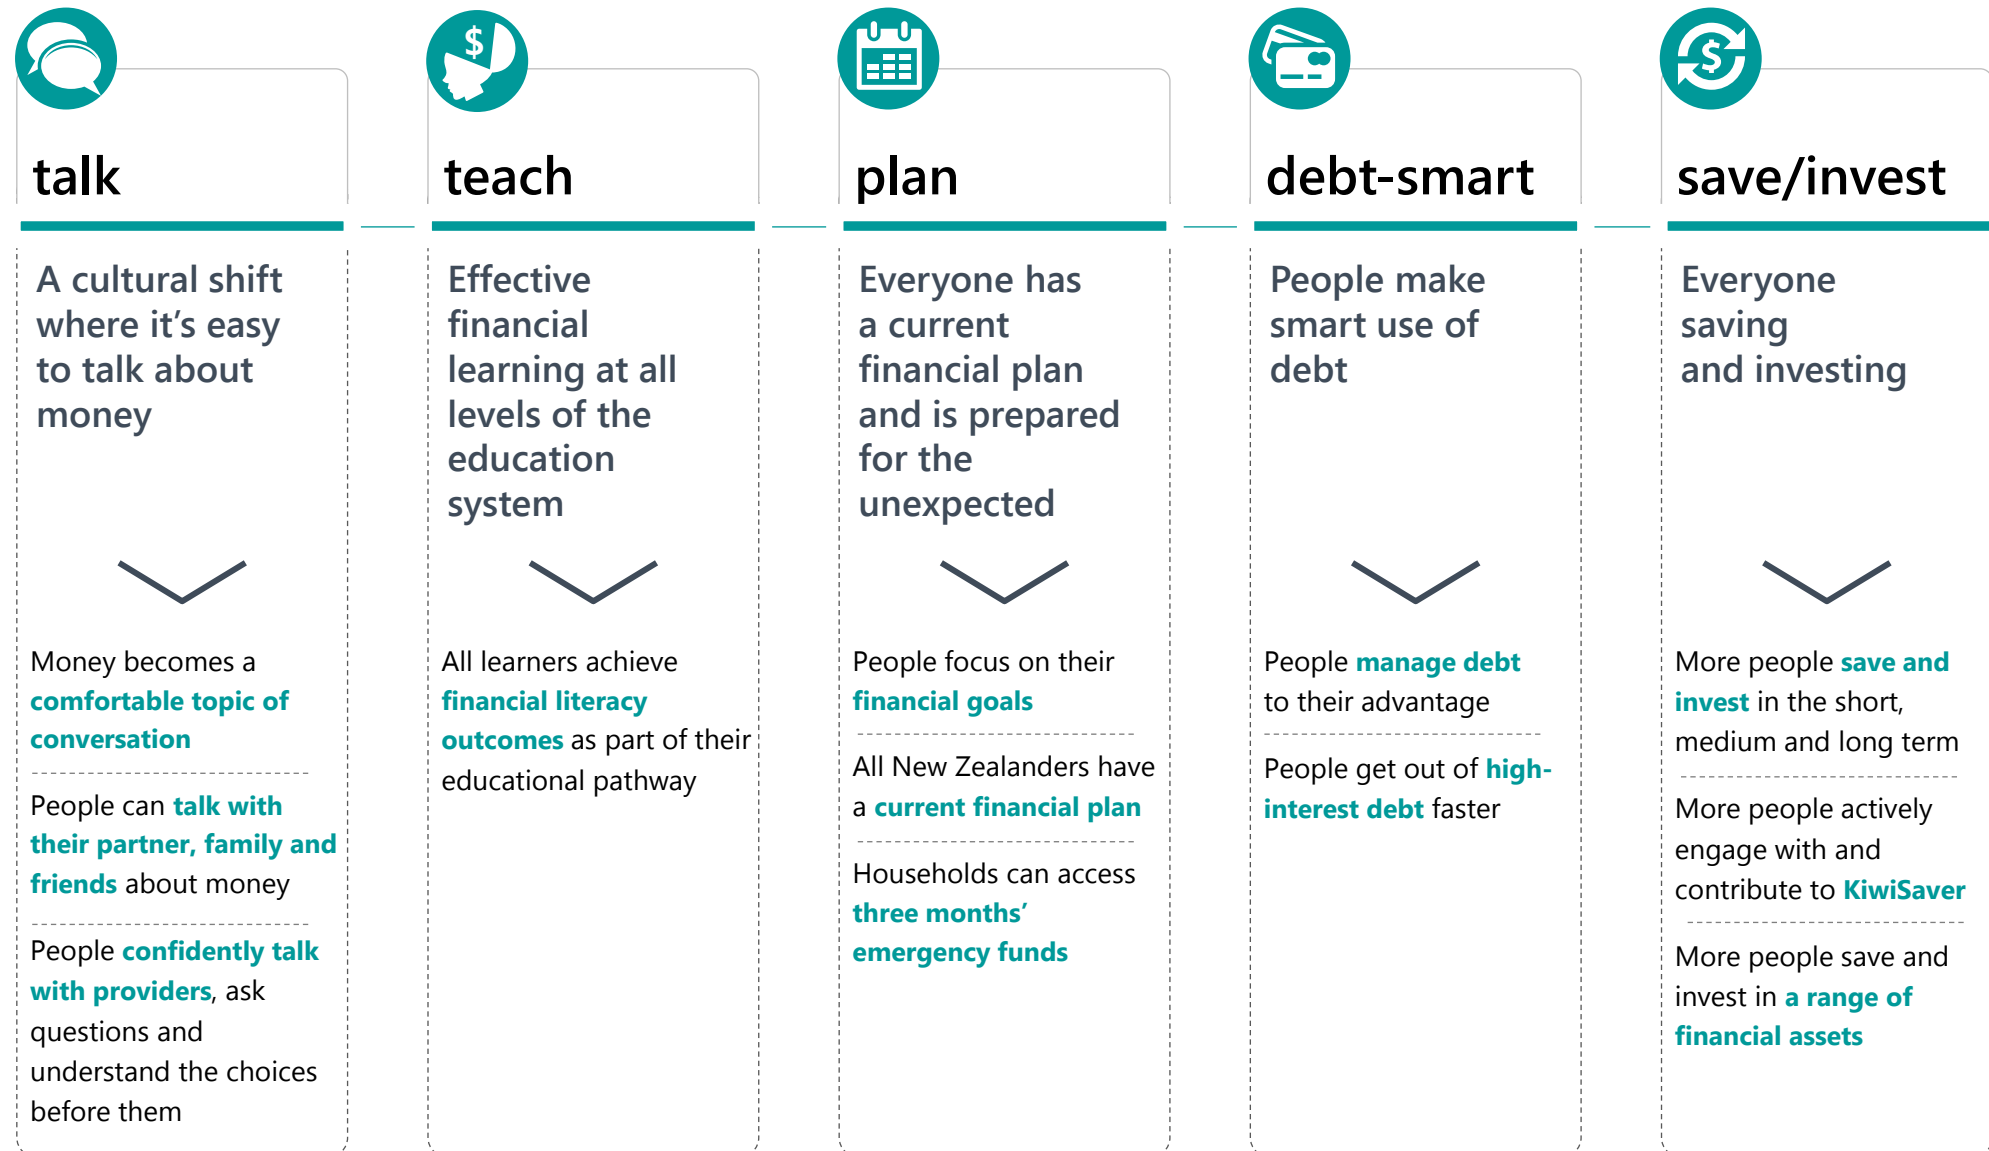 talk
A cultural shift
where it's easy
to talk about
money
Money becomes a
comfortable topic of
conversation
People can talk with
their partner, family and
friends about money
People confidently talk
with providers, ask
questions and
understand the choices
before them
$
teach
Effective
financial
learning at all
levels of the
education
system
All learners achieve
financial literacy
outcomes as part of their
educational pathway
plan
Everyone has
a current
financial plan
and is prepared
for the
unexpected
People focus on their
financial goals
All New Zealanders have
a current financial plan
Households can access
three months’
emergency funds
debt-smart
People make
smart use of
debt
People manage debt
to their advantage
People get out of high-
interest debt faster
$
save/invest
Everyone
saving
and investing
More people save and
invest in the short,
medium and long term
More people actively
engage with and
contribute to KiwiSaver
More people save and
invest in a range of
financial assets